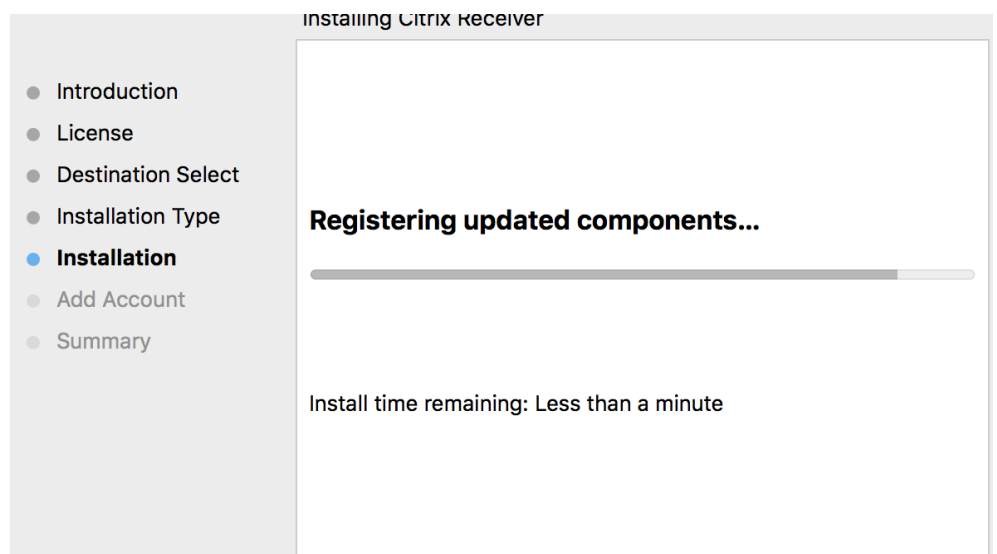 Installing Citrix Receiver
Introduction
License
Destination Select
Installation Type
Installation
Add Account
Summary
Registering updated components...
Install time remaining: Less than a minute